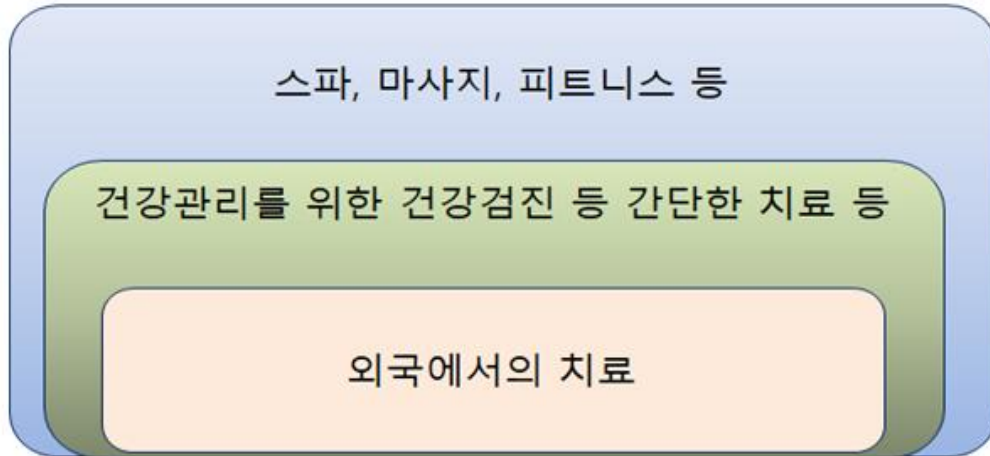 스파, 마사지, 피트니스 등
건강관리를 위한 건강검진 등 간단한 치료 등
외국에서의 치료